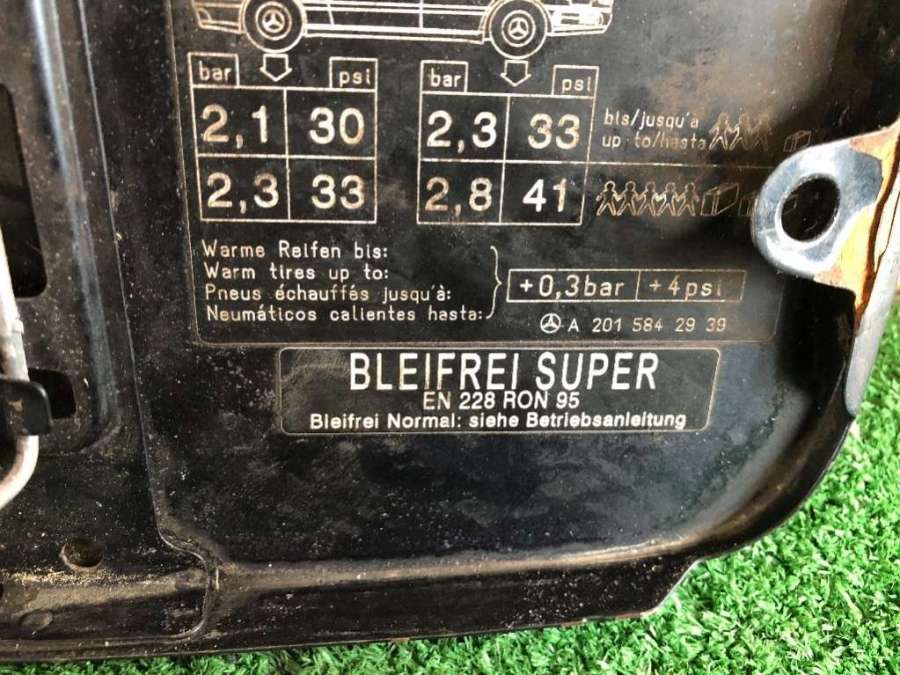 bar psi bar psi
2,1 30 2,3 33 bis/jusqu'a
up to/hasta
2,3 33 2,8 41
Warme Reifen bis:
Warm tires up to:
Pneus échauffés jusqu'à:
Neumáticos calientes hasta:
+0,3bar +4psi
A 201 584 29 39
BLEIFREI SUPER
EN 228 RON 95
Bleifrei Normal: siehe Betriebsanleitung